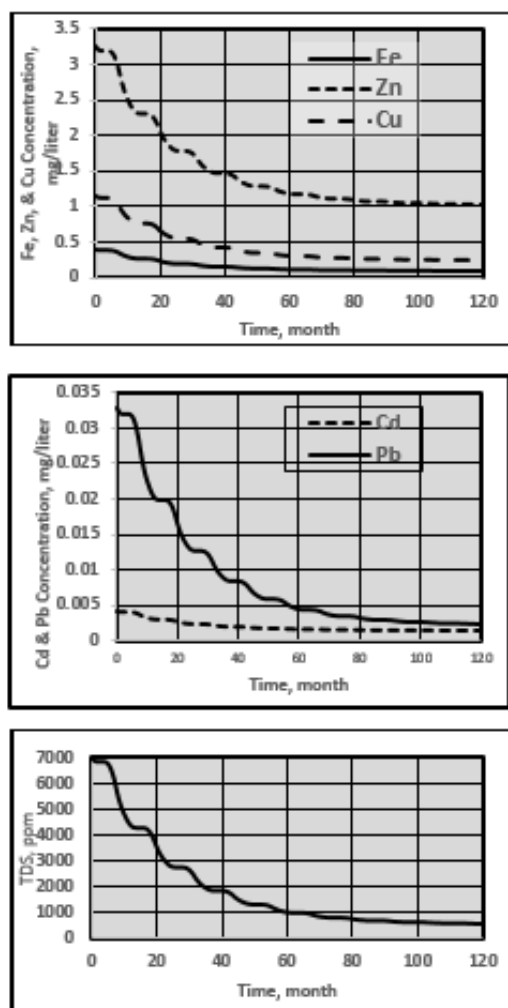 Fe, Zn, & Cu Concentration,
mg/liter
3.5
3
2.5
2
1.5
1
0.5
0
Fe
Zn
Cu
0 20 40 60 80 100 120
Time, month
Cd & Pb Concentration, mg/liter
0.035
0.03
0.025
0.02
0.015
0.01
0.005
0
Cd
Pb
0 20 40 60 80 100 120
Time, month
TDS, ppm
7000
6000
5000
4000
3000
2000
1000
0
0 20 40 60 80 100 120
Time, month